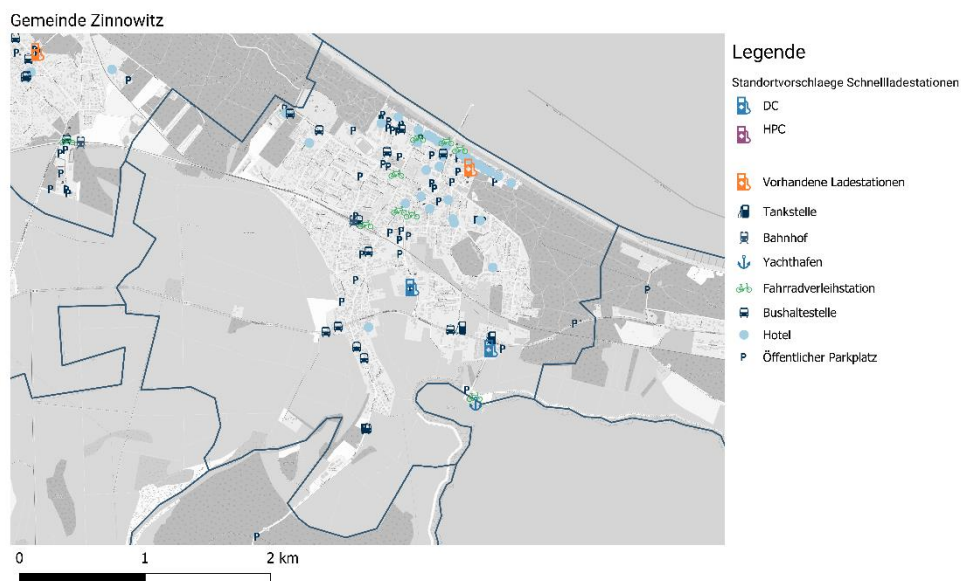 Gemeinde Zinnowitz
Legende
Standortvorschlaege Schnellladestationen
DC
HPC
Vorhandene Ladestationen
Tankstelle
Bahnhof
Yachthafen
Fahrradverleihstation
Bushaltestelle
Hotel
P Öffentlicher Parkplatz
0 1 2 km